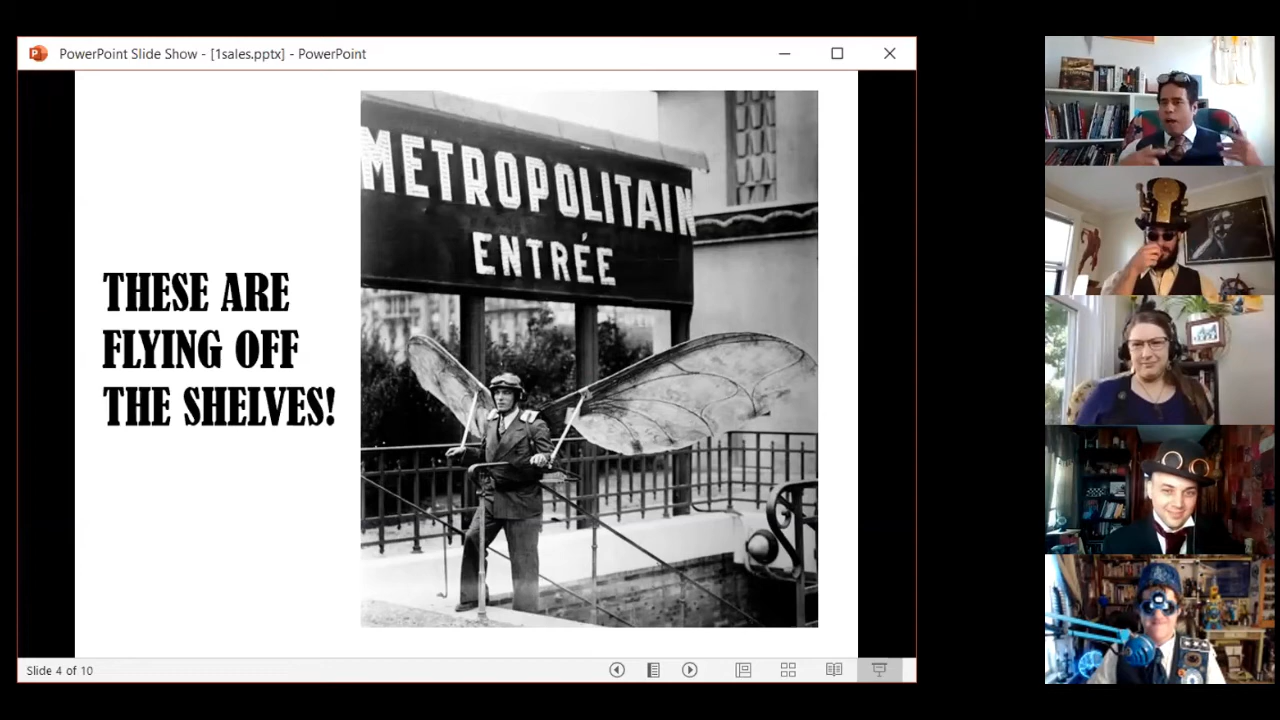 PowerPoint Slide Show - [1sales.pptx] - PowerPoint
METROPOLITAIN
ENTRÉE
THESE ARE
FLYING OFF
THE SHELVES!
Slide 4 of 10